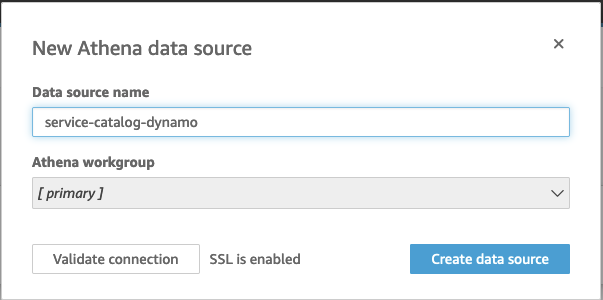 New Athena data source
Data source name
service-catalog-dynamo
Athena workgroup
[ primary ]
Validate connection SSL is enabled Create data source